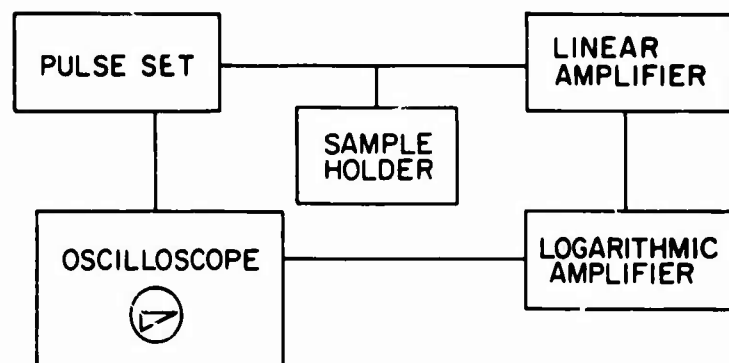 PULSE SET
LINEAR
AMPLIFIER
SAMPLE
HOLDER
OSCILLOSCOPE
LOGARITHMIC
AMPLIFIER